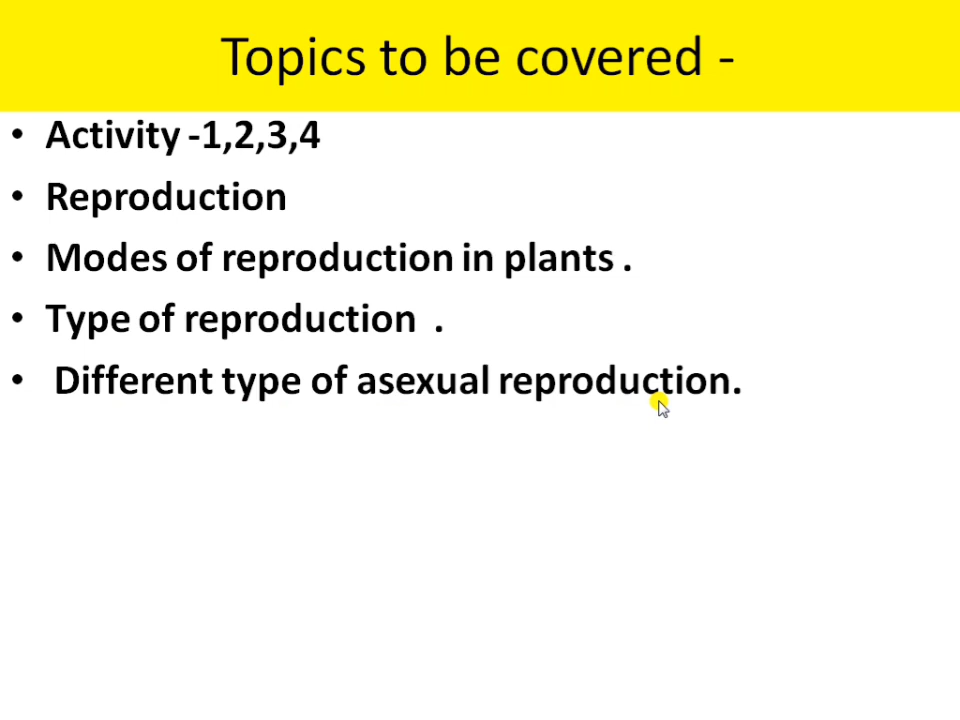 Topics to be covered -
• Activity -1,2,3,4
• Reproduction
• Modes of reproduction in plants .
• Type of reproduction .
• Different type of asexual reproduction.